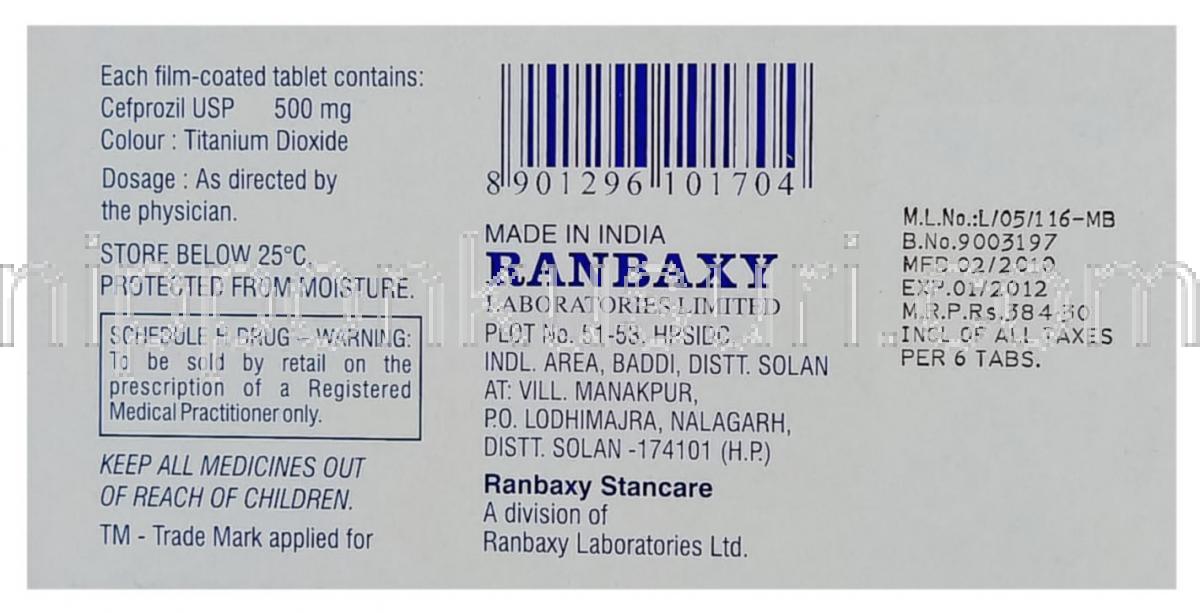 Each film-coated tablet contains:
Cefprozil USP 500 mg
Colour : Titanium Dioxide
Dosage : As directed by
the physician.
STORE BELOW 25°C.
PROTECTED FROM MOISTURE.
SCHEDULE H DRUG – WARNING:
To be sold by retail on the
prescription of a Registered
Medical Practitioner only.
KEEP ALL MEDICINES OUT
OF REACH OF CHILDREN.
TM - Trade Mark applied for
8 901296 101704
MADE IN INDIA
RANBAXY
LABORATORIES LIMITED
PLOT No. 51-53, HPSIDC
INDL. AREA, BADDI, DISTT. SOLAN
AT: VILL. MANAKPUR,
P.O. LODHIMAJRA, NALAGARH,
DISTT. SOLAN -174101 (H.P.)
Ranbaxy Stancare
A division of
Ranbaxy Laboratories Ltd.
M.L.No.:L/05/116-MB
B.No.9003197
MFD.02/2010
EXP.01/2012
M.R.P.Rs.384.30
INCL.OF ALL TAXES
PER 6 TABS.